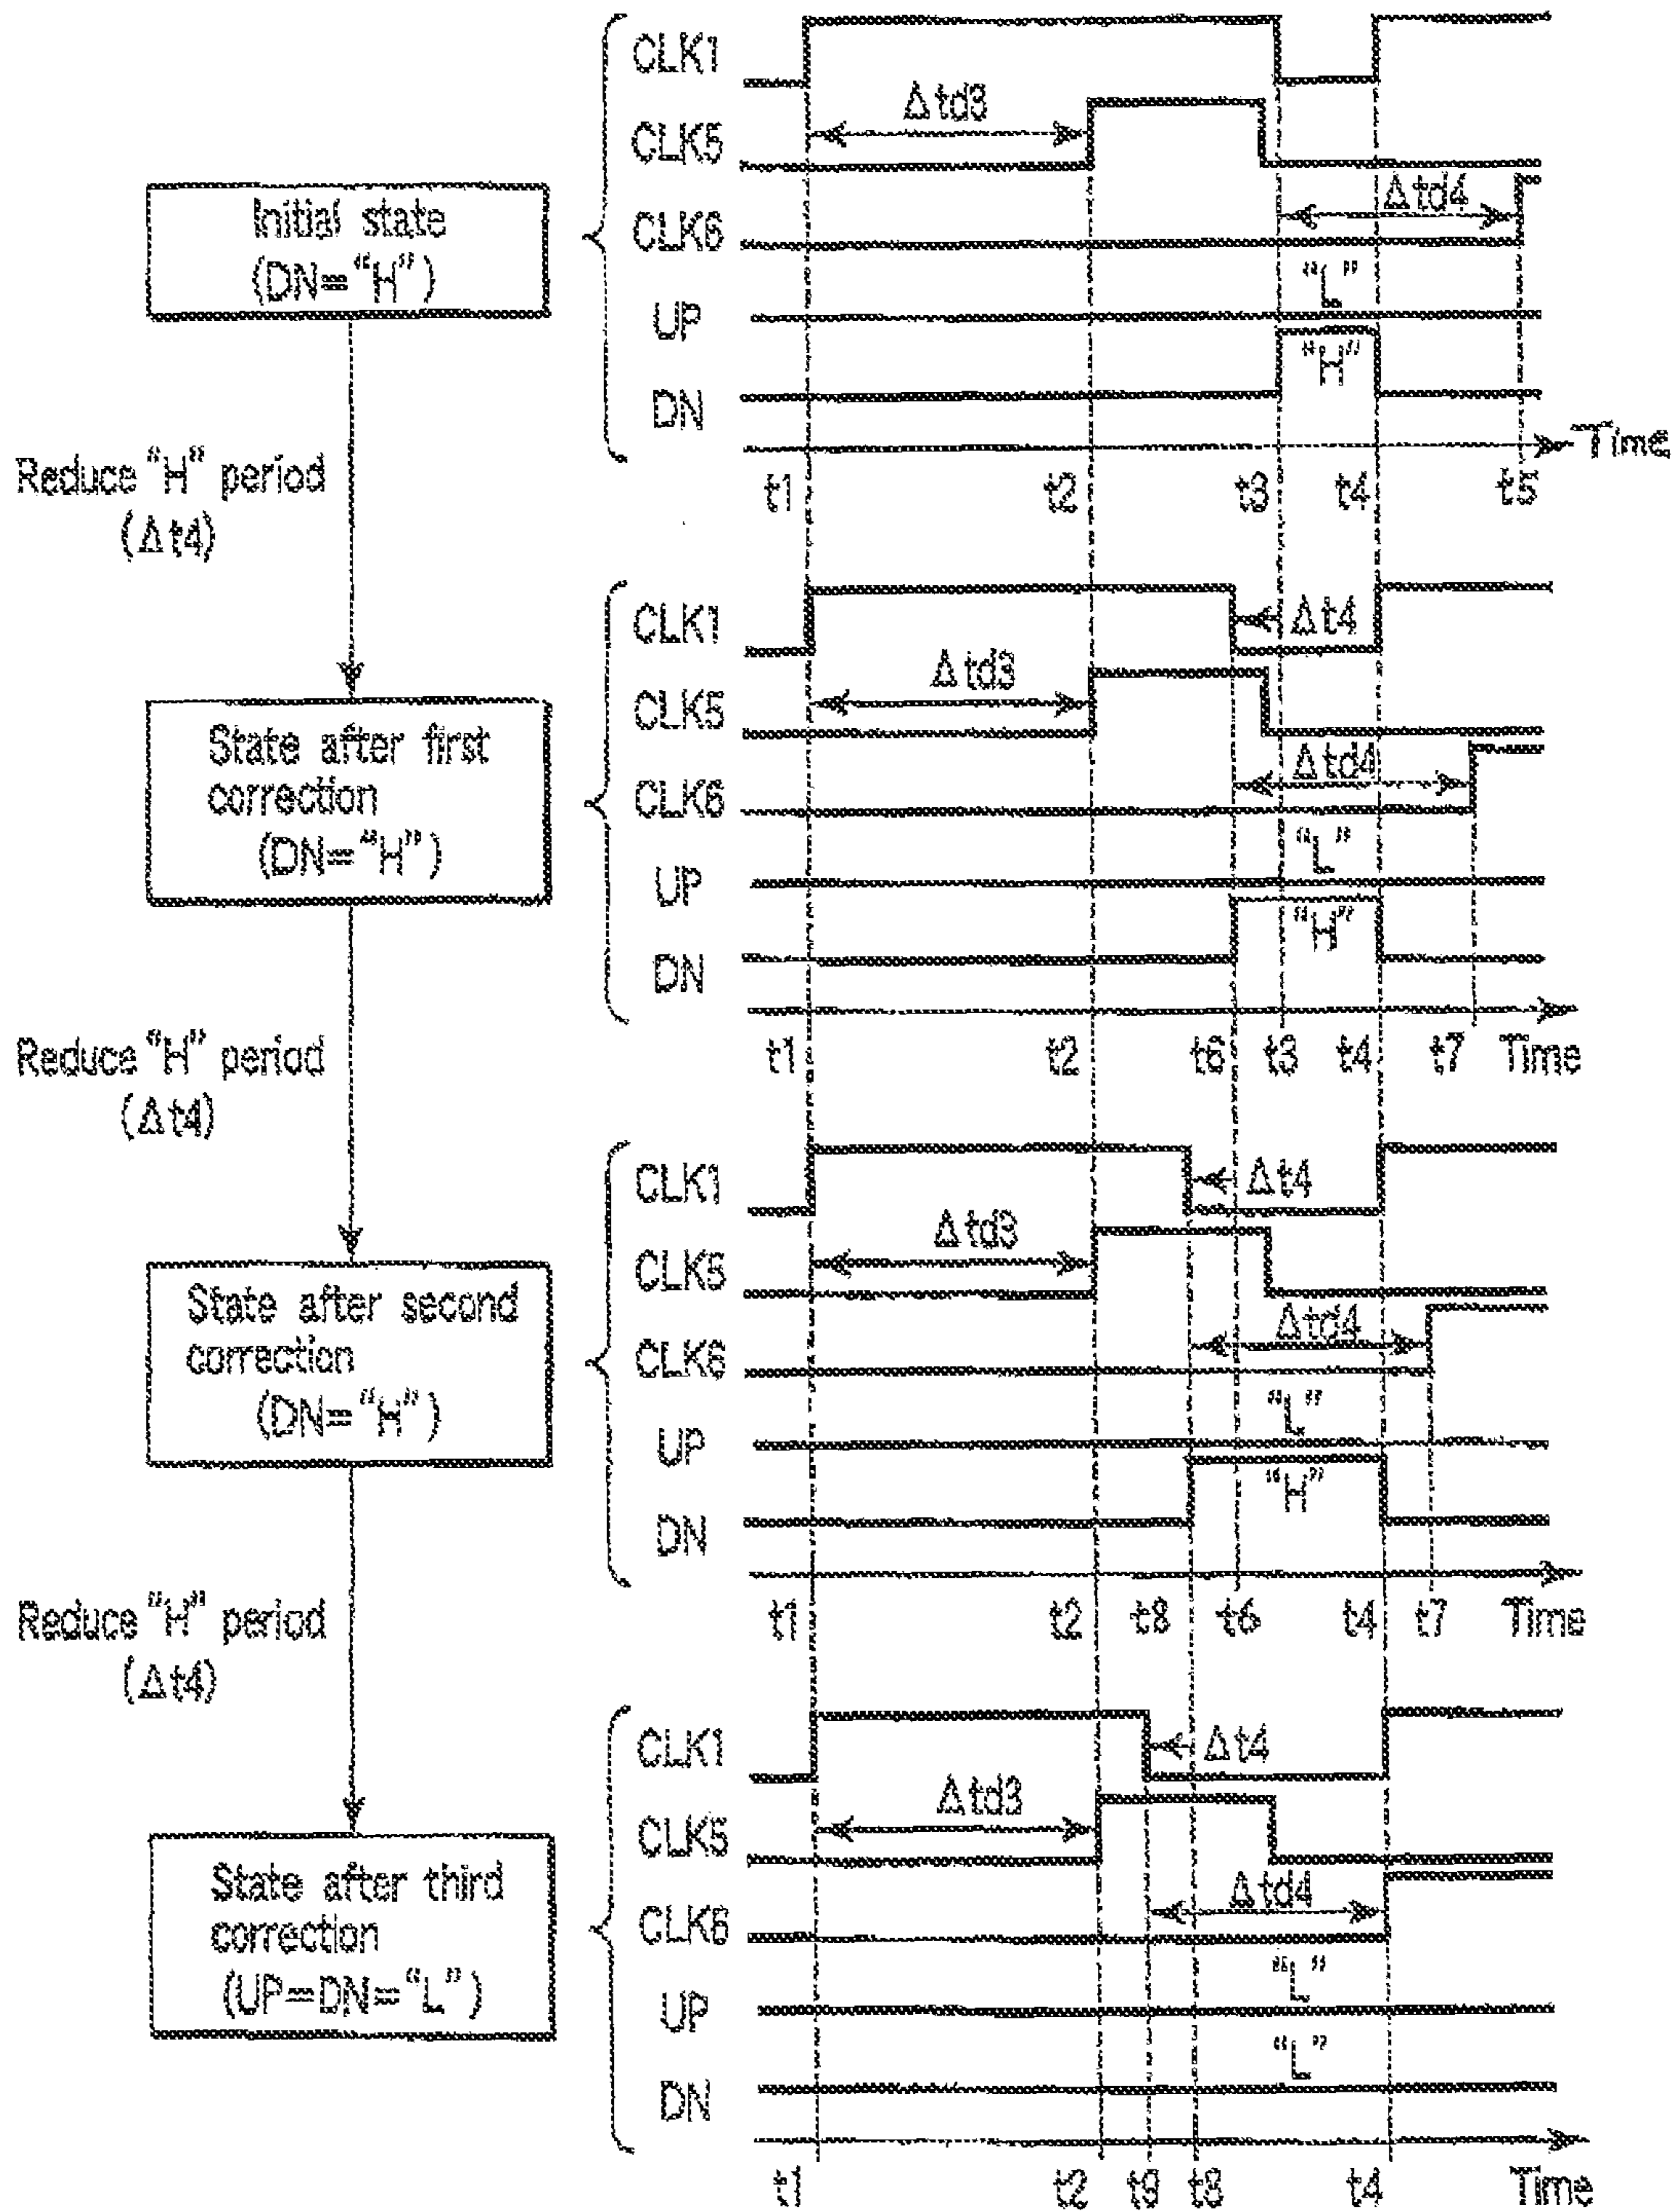 Initial state
(DN="H")
CLK1
Δtd3
CLK5
Δtd4
CLK6
"L"
UP
"H"
DN
Time
t1 t2 t3 t4 t5
Reduce "H" period
(Δt4)
State after first
correction
(DN="H")
CLK1
Δt4
Δtd3
CLK5
Δtd4
CLK6
"L"
UP
"H"
DN
t1 t2 t6 t3 t4 t7 Time
Reduce "H" period
(Δt4)
State after second
correction
(DN="H")
CLK1
Δt4
Δtd3
CLK5
Δtd4
CLK6
"L"
UP
"H"
DN
t1 t2 t8 t6 t4 t7 Time
Reduce "H" period
(Δt4)
State after third
correction
(UP=DN="L")
CLK1
Δt4
Δtd3
CLK5
Δtd4
CLK6
"L"
UP
"L"
DN
t1 t2 t9 t8 t4 Time